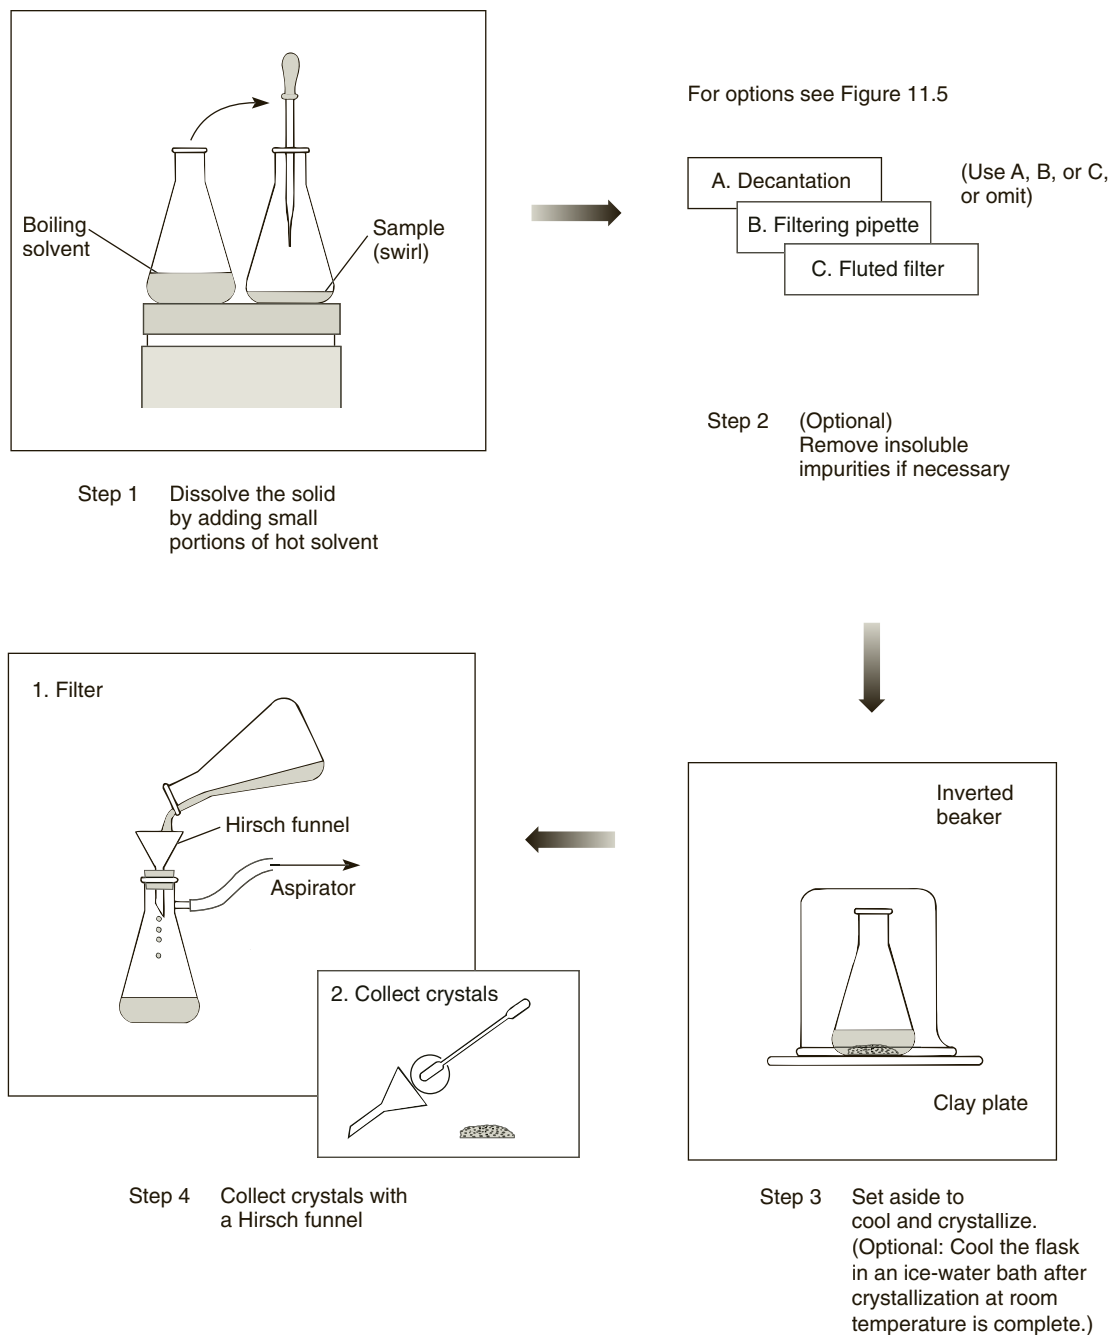 Boiling
solvent
Sample
(swirl)
Step 1 Dissolve the solid
by adding small
portions of hot solvent
For options see Figure 11.5
A. Decantation
B. Filtering pipette
C. Fluted filter
(Use A, B, or C,
or omit)
Step 2 (Optional)
Remove insoluble
impurities if necessary
Inverted
beaker
Clay plate
Step 3 Set aside to
cool and crystallize.
(Optional: Cool the flask
in an ice-water bath after
crystallization at room
temperature is complete.)
1. Filter
Hirsch funnel
Aspirator
2. Collect crystals
Step 4 Collect crystals with
a Hirsch funnel